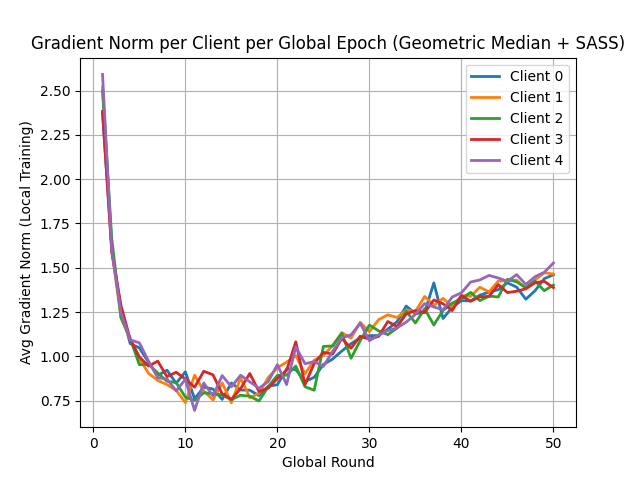 Gradient Norm per Client per Global Epoch (Geometric Median + SASS)
Client 0
Client 1
Client 2
Client 3
Client 4
Avg Gradient Norm (Local Training)
2.50
2.25
2.00
1.75
1.50
1.25
1.00
0.75
0
10
20
30
40
50
Global Round